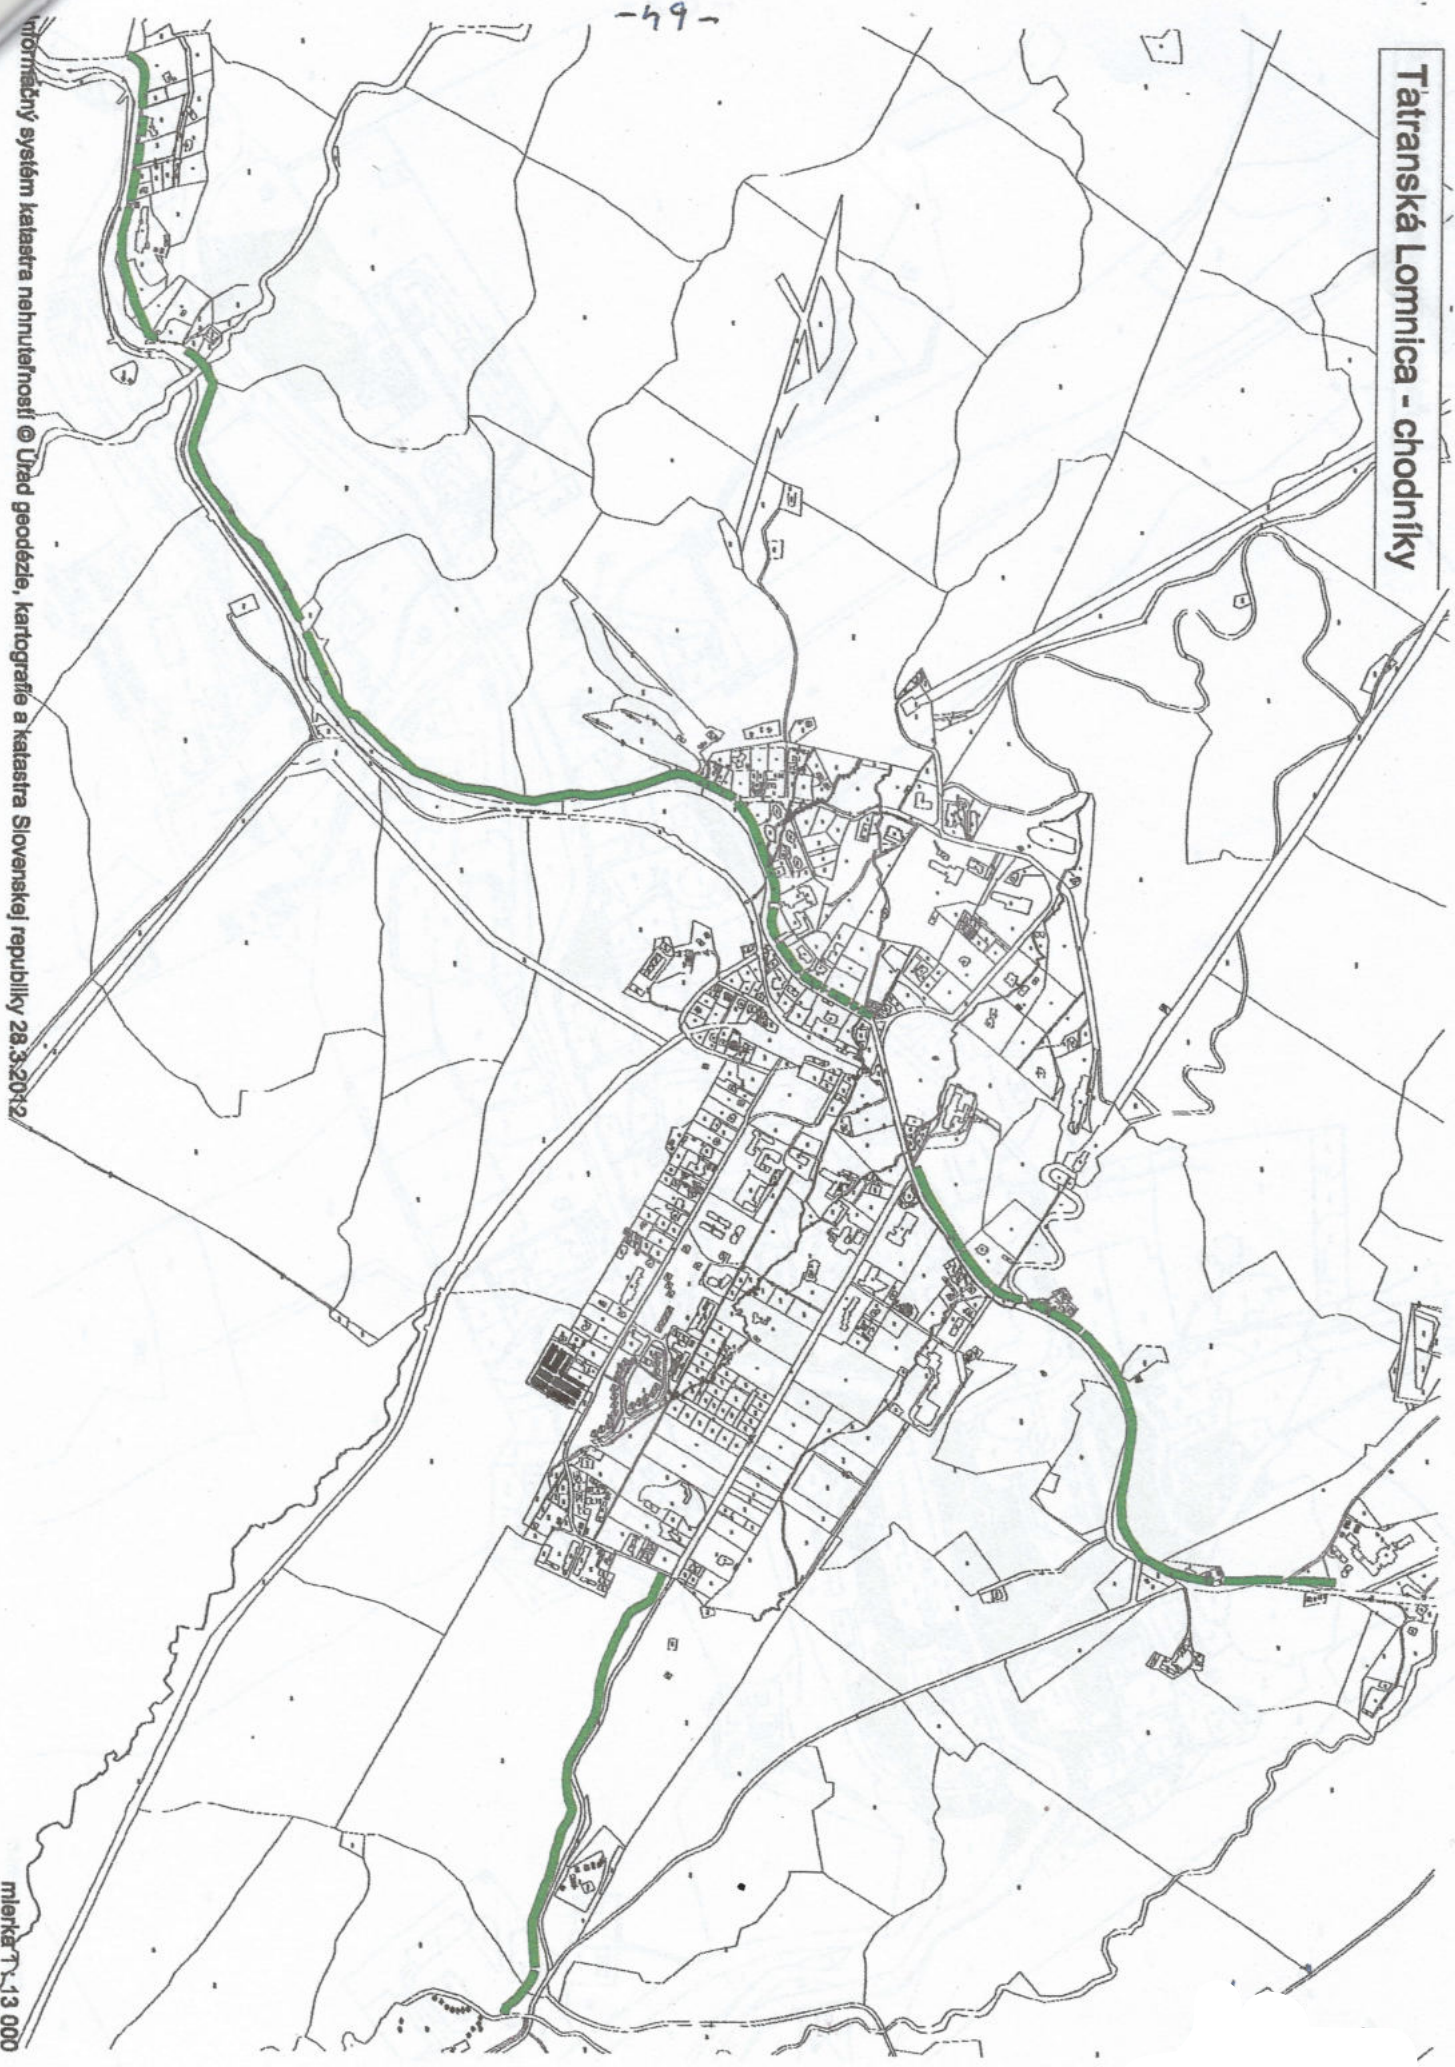 -49-
Tatranská Lomnica - chodníky
Informačný systém katastra nehnuteľností © Úrad geodézie, kartografie a katastra Slovenskej republiky 28.3.2012
mierka 1 : 13 000